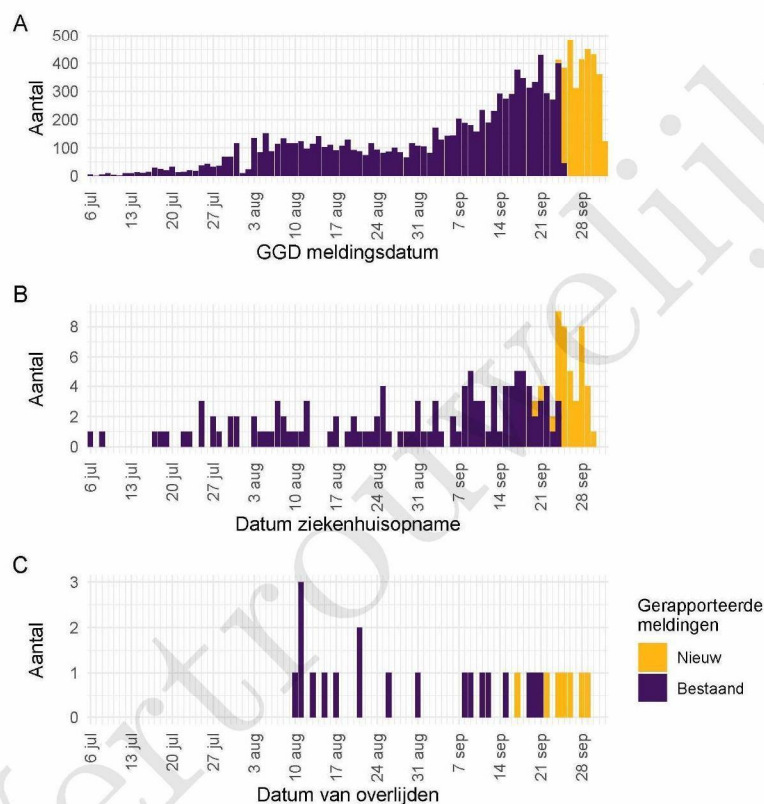 A
500
400
300
200
100
0
Aantal
6 jul
13 jul
20 jul
27 jul
3 aug
10 aug
17 aug
24 aug
31 aug
7 sep
14 sep
21 sep
28 sep
GGD meldingsdatum
B
8
6
4
2
0
Aantal
6 jul
13 jul
20 jul
27 jul
3 aug
10 aug
17 aug
24 aug
31 aug
7 sep
14 sep
21 sep
28 sep
Datum ziekenhuisopname
C
3
2
1
0
Aantal
6 jul
13 jul
20 jul
27 jul
3 aug
10 aug
17 aug
24 aug
31 aug
7 sep
14 sep
21 sep
28 sep
Datum van overlijden
Gerapporteerde
meldingen
Nieuw
Bestaand